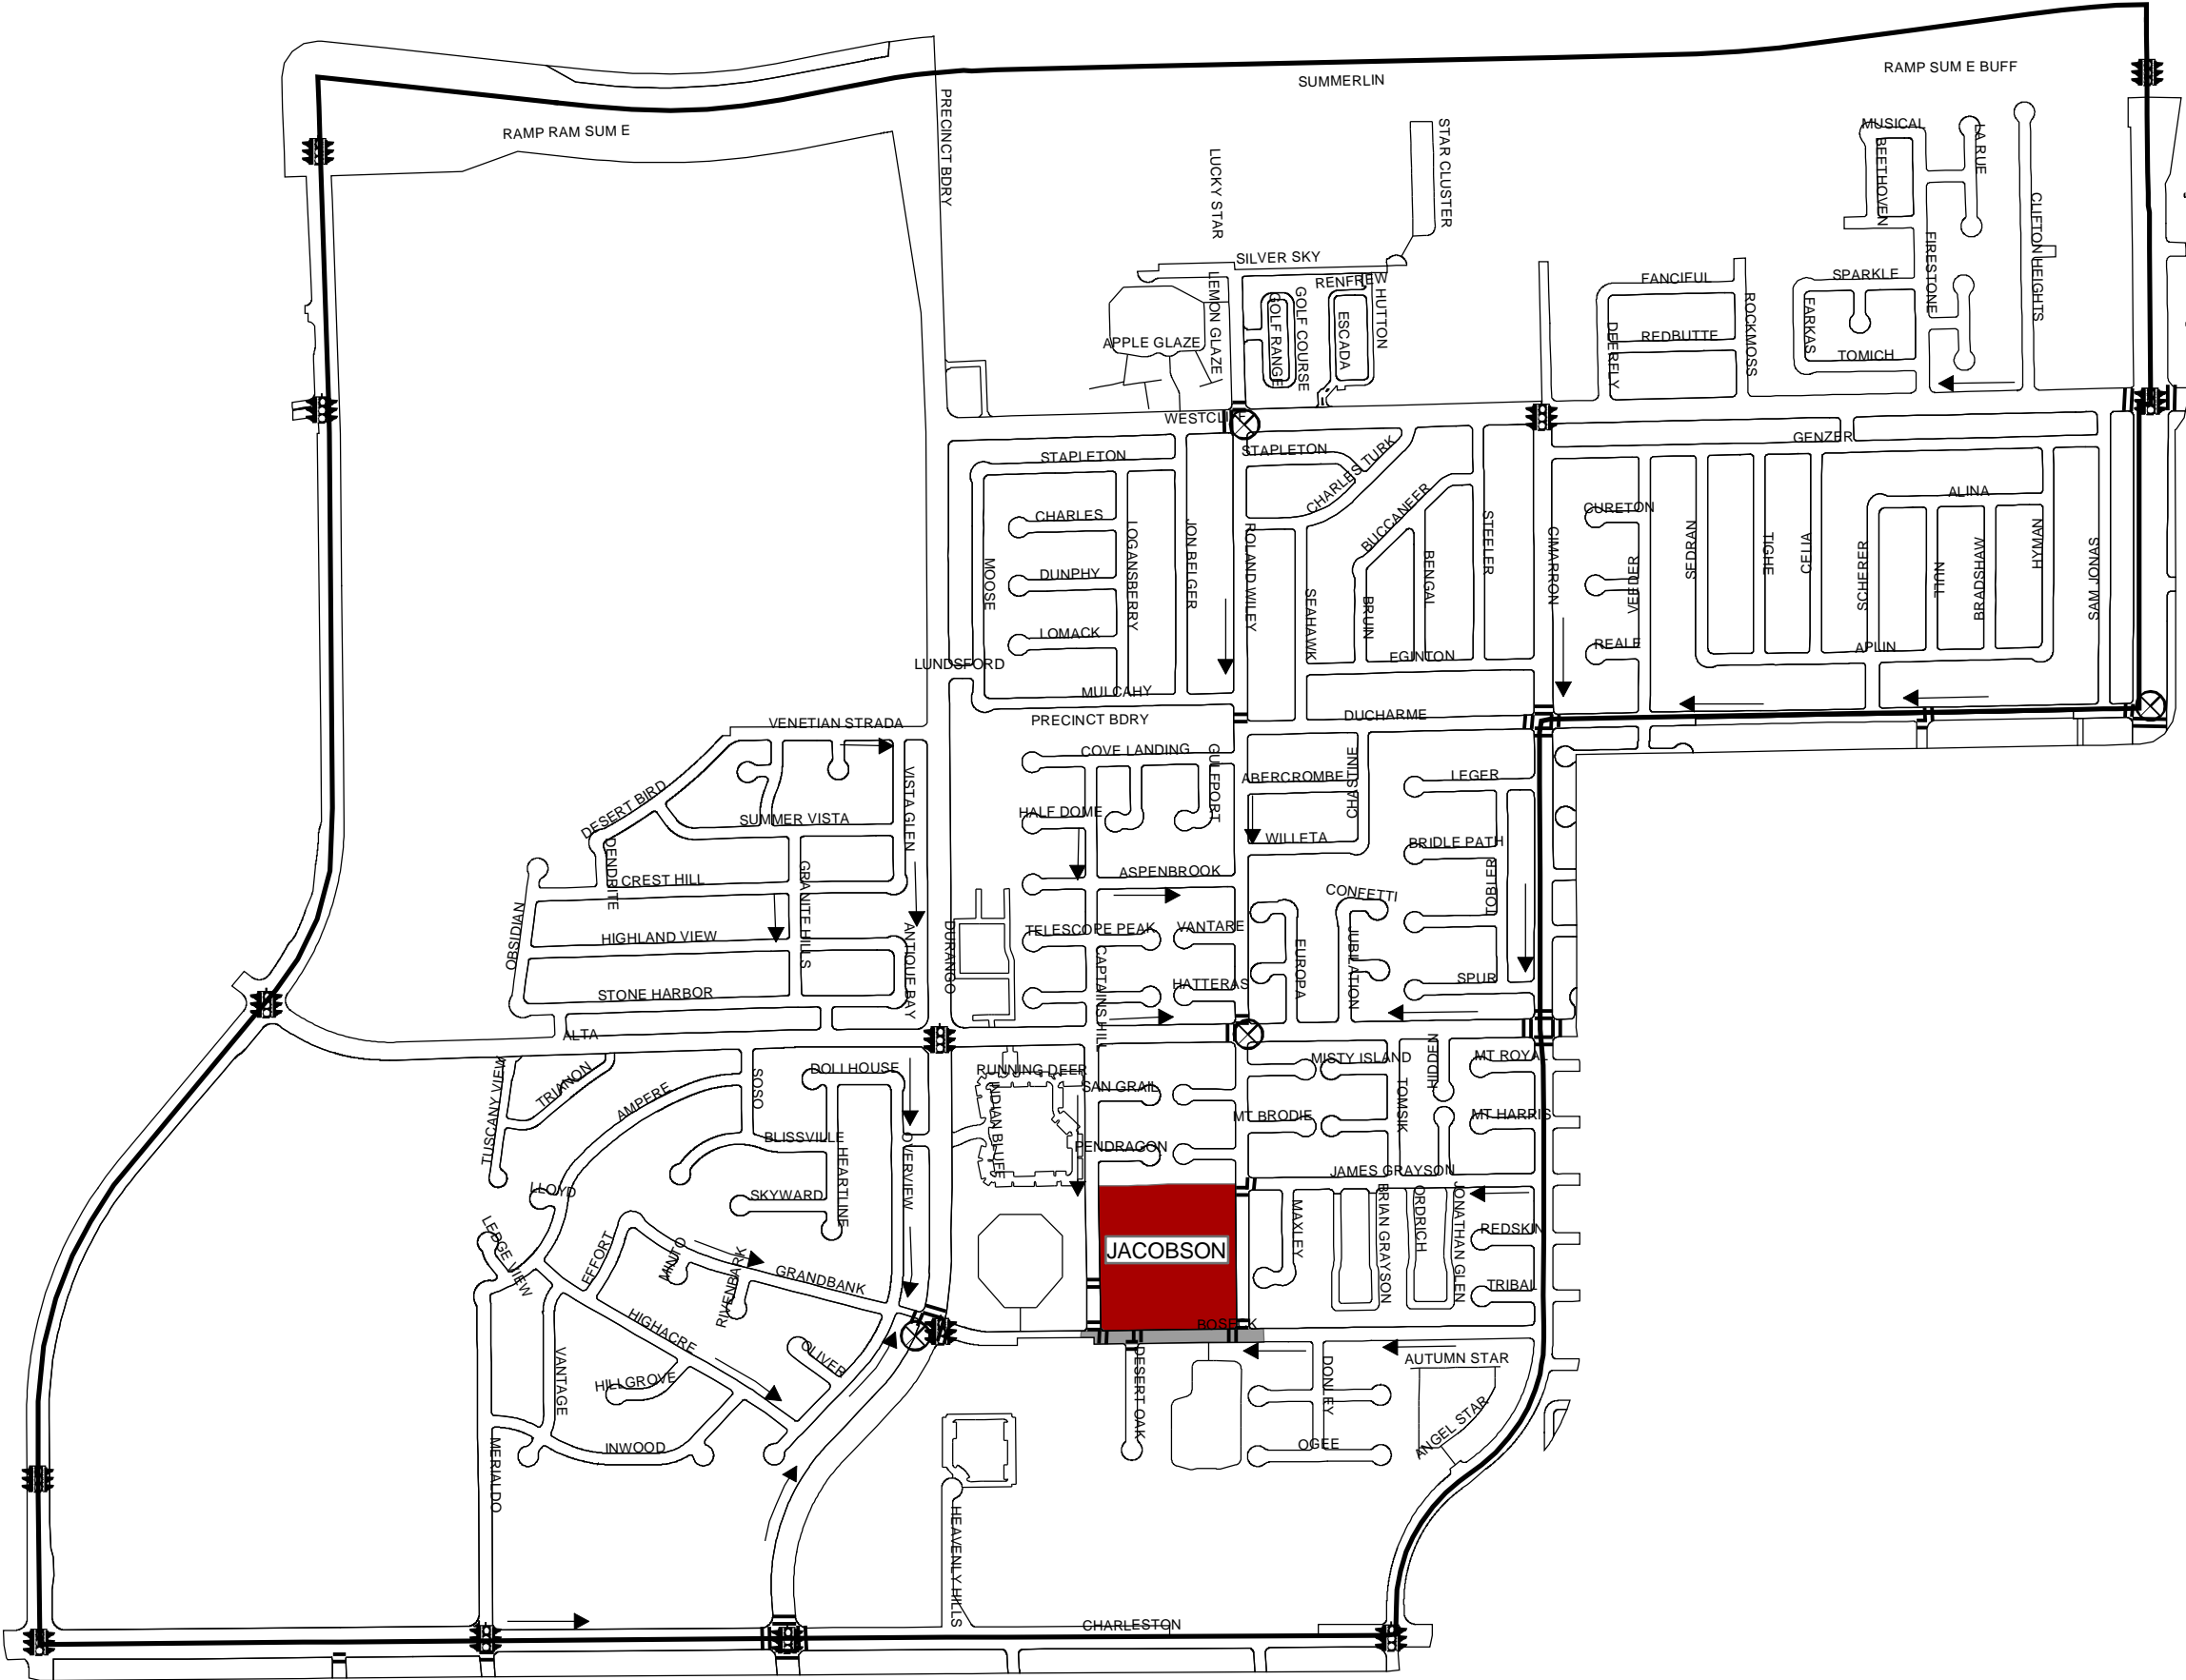 RAMP SUM E BUFF
SUMMERLIN
RAMP RAM SUM E
PRECINCT BDRY
LUCKY STAR
STAR CLUSTER
MUSICAL
BEETHOVEN
LA RUE
CLIFTON HEIGHTS
FIRESTONE
SILVER SKY
LEMON GLAZE
RENFREW
GOLF RANGE
GOLF COURSE
ESCADA
HUTTON
FANCIFUL
SPARKLE
ROCKMOSS
FARKAS
DEERFLY
REDBUTTE
TOMICH
APPLE GLAZE
WESTCLIFF
GENZER
STAPLETON
STAPLETON
CHARLES TURK
BUCCANEER
ALINA
CHARLES
CURETON
LOGANSBERRY
JON BELGER
ROLAND WILEY
STEELER
CIMARRON
SEDRAN
TIGHE
CELIA
SCHERER
NULL
BRADSHAW
HYMAN
SAM JONAS
MOOSE
DUNPHY
SEAHAWK
BRUIN
BENGAL
VEEDER
LOMACK
REALE
APLIN
LUNDSFORD
EGINTON
MULCAHY
PRECINCT BDRY
DUCHARME
VENETIAN STRADA
COVE LANDING
GULFPORT
ABERCROMBE
CHASTINE
LEGER
VISTA GLEN
DESERT BIRD
SUMMER VISTA
HALF DOME
WILLETA
BRIDLE PATH
DENDRITE
CREST HILL
GRANITE HILLS
ASPENBROOK
CONFETTI
TOBLER
OBSIDIAN
HIGHLAND VIEW
ANTIQUE BAY
DURANGO
TELESCOPE PEAK
VANTARE
CAPTAINS HILL
EUROPA
JUBILATION
STONE HARBOR
HATTERAS
SPUR
ALTA
TUSCANY VIEW
TRIANON
AMPERE
SOSO
DOLLHOUSE
RUNNING DEER
INDIAN BLUFF
SAN GRAIL
MISTY ISLAND
HIDDEN
MT ROYAL
TOMSIK
MT BRODIE
MT HARRIS
BLISSVILLE
OVERVIEW
PENDRAGON
JAMES GRAYSON
LLOYD
SKYWARD
HEARTLINE
MAXLEY
BRIAN GRAYSON
ORDRICH
JONATHAN GLEN
REDSKIN
LEDGE VIEW
EFFORT
MINTO
RIVENBARK
GRANDBANK
JACOBSON
TRIBAL
HIGHACRE
BOSECK
OLIVER
VANTAGE
HILLGROVE
DESERT OAK
DONLEY
AUTUMN STAR
ANGEL STAR
INWOOD
MERIALDO
OGEE
HEAVENLY HILLS
CHARLESTON